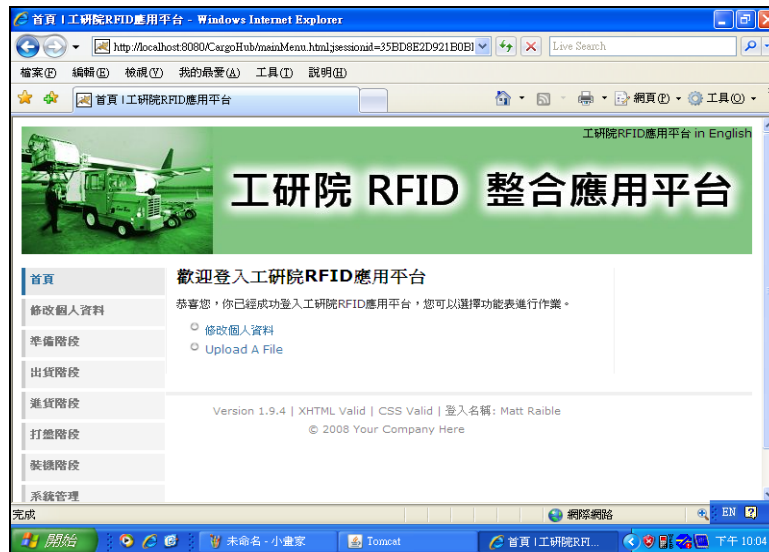 首頁 | 工研院RFID應用平台 - Windows Internet Explorer
http://localhost:8080/CargoHub/mainMenu.html;jsessionid=35BD8E2D921B0B
Live Search
檔案(F) 編輯(E) 檢視(V) 我的最愛(A) 工具(T) 說明(H)
首頁 | 工研院RFID應用平台
網頁(P) 工具(O)
工研院RFID應用平台 in English
工研院 RFID 整合應用平台
首頁
修改個人資料
準備階段
出貨階段
進貨階段
打盤階段
裝機階段
系統管理
歡迎登入工研院RFID應用平台
恭喜您，你已經成功登入工研院RFID應用平台，您可以選擇功能表進行作業。
修改個人資料
Upload A File
Version 1.9.4 | XHTML Valid | CSS Valid | 登入名稱: Matt Raible
© 2008 Your Company Here
完成
網際網路
EN
開始
未命名 - 小畫家
Tomcat
首頁 | 工研院RFI...
下午 10:04